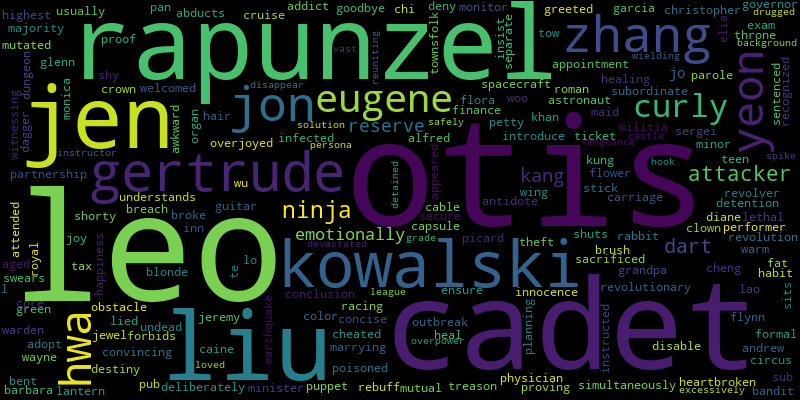 highest usually pan abducts cruise addict goodbye chi deny monitor garcia christopher governor drugged
majority mutated proof rapunzel greeted tow zhang elia exam throne background
glenn dungeon monica shy crown welcomed townsfolk insist separate appointment healing jo parole sentenced recognized
witnessing dagger jen hair jon eugene finance flora spacecraft woo roman astronaut subordinate curly yeon
awkward organ infected solution persona reserve safely alfred petty khan introduce maid ticket militia castle sergei minor revolver
instructor overjoyed disappear vast reuniting wielding vengeance hook teen spike
partnership gertrude wu detained appeared otis kang kung flower stick carriage attacker detention
understands shorty breach broke guitar ninja cable secure capsule wing antidote diane lethal
attended joy inn emotionally picard theft shuts rabbit clown performer revolution
royal aged tax happiness blonde te lo devastated grade kowalski sacrificed brush dart warm fat habit
swears l cure leo conclusion league ensure innocence grandpa cheng revolutionary lao sits
green obstacle earthquake color concise racing outbreak cadet planning instructed flynn
warden hwa lied undead jeremy cheated heal overpower disable formal
adopt jewel forbids liu marrying andrew
wayne convincing caine loved poisoned circus
bent destiny pub deliberately minister puppet rebuff mutual treason physician proving simultaneously heartbroken sub
barbara lantern excessively bandit